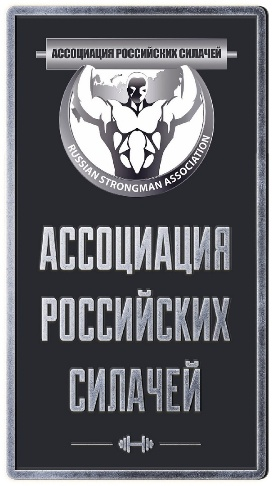 АССОЦИАЦИЯ РОССИЙСКИХ СИЛАЧЕЙ
RUSSIAN STRONGMAN ASSOCIATION
АССОЦИАЦИЯ
РОССИЙСКИХ
СИЛАЧЕЙ